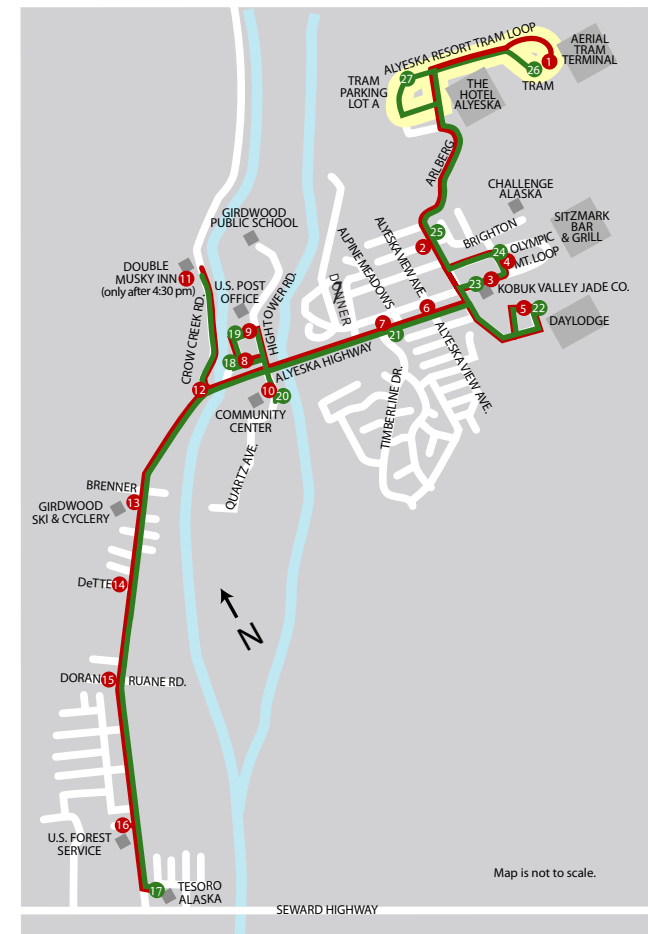 ALYESKA RESORT TRAM LOOP
AERIAL
TRAM
TERMINAL
1
26
TRAM
27
TRAM
PARKING
LOT A
THE
HOTEL
ALYESKA
ARLBERG
CHALLENGE
ALASKA
SITZMARK
BAR
& GRILL
GIRDWOOD
PUBLIC SCHOOL
25
2
BRIGHTON
24
OLYMPIC
4
MT. LOOP
ALYESKA VIEW AVE.
ALPINE MEADOWS
DONNER
DOUBLE
MUSKY INN
(only after 4:30 pm)
11
U.S. POST
OFFICE
HIGHTOWER RD.
23
3
KOBUK VALLEY JADE CO.
5
22
DAYLODGE
6
7
21
19
9
18
8
CROW CREEK RD.
ALYESKA HIGHWAY
ALYESKA VIEW AVE.
12
10
20
COMMUNITY
CENTER
TIMBERLINE DR.
QUARTZ AVE.
BRENNER
13
GIRDWOOD
SKI & CYCLERY
DeTTE
14
N
DORAN
15
RUANE RD.
16
U.S. FOREST
SERVICE
17
TESORO
ALASKA
Map is not to scale.
SEWARD HIGHWAY